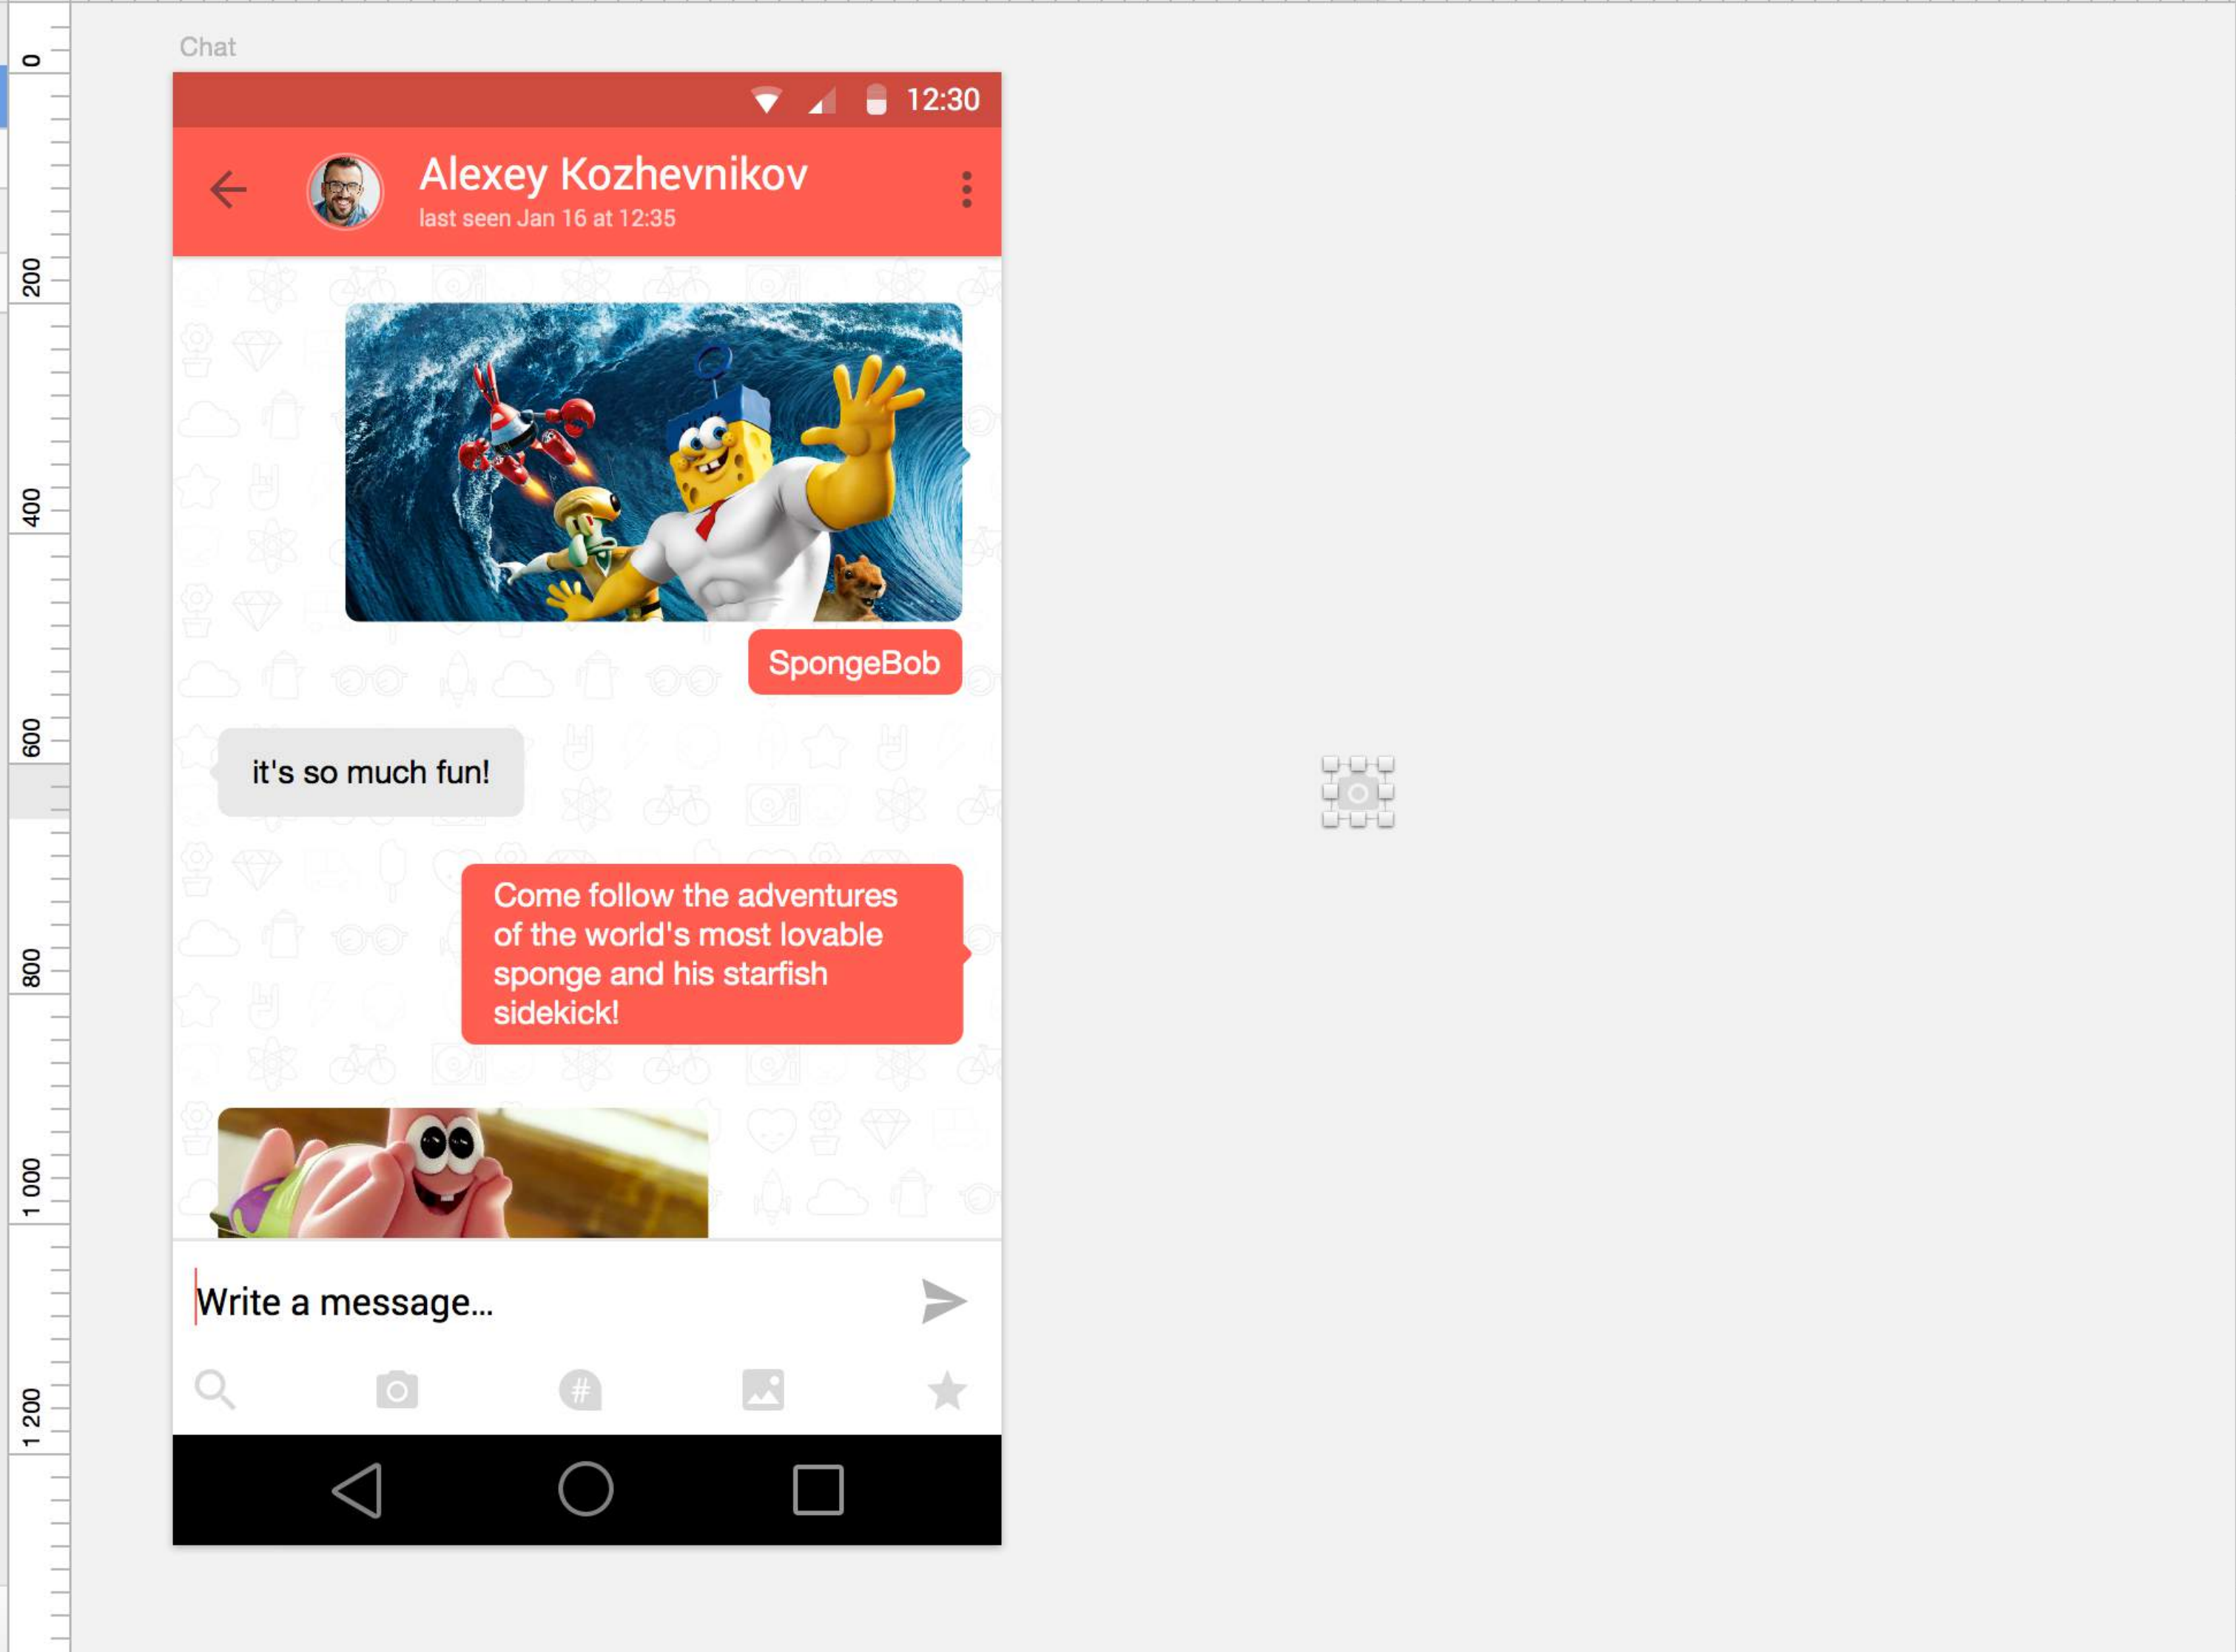 Chat
0
200
400
600
800
1 000
1 200
12:30
Alexey Kozhevnikov
last seen Jan 16 at 12:35
SpongeBob
it's so much fun!
Come follow the adventures
of the world's most lovable
sponge and his starfish
sidekick!
Write a message...
#